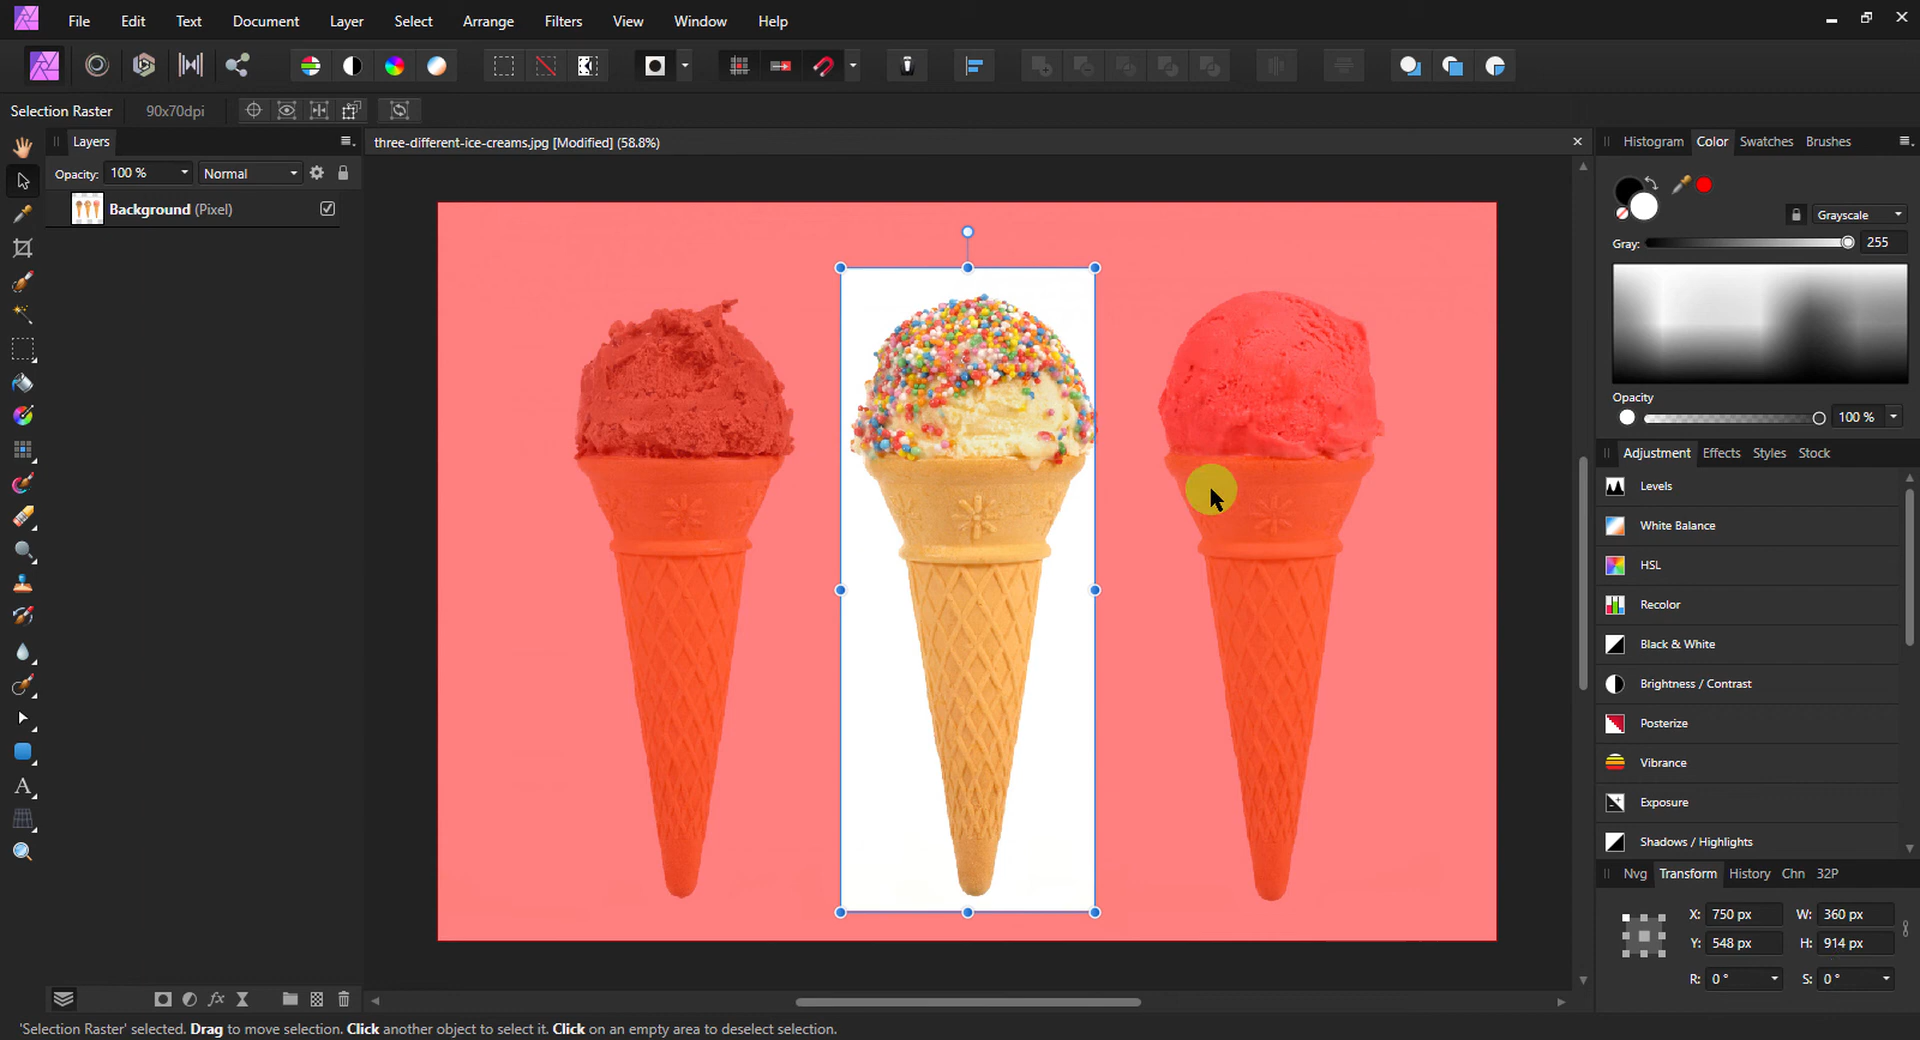 File Edit Text Document Layer Select Arrange Filters View Window Help
Selection Raster 90x70dpi
Layers
three-different-ice-creams.jpg [Modified] (58.8%)
Histogram Color Swatches Brushes
Opacity: 100 % Normal
Background (Pixel)
Grayscale
Gray: 255
Opacity
100 %
Adjustment Effects Styles Stock
Levels
White Balance
HSL
Recolor
Black & White
Brightness / Contrast
Posterize
Vibrance
Exposure
Shadows / Highlights
Nvg Transform History Chn 32P
X: 750 px W: 360 px
Y: 548 px H: 914 px
R: 0 ° S: 0 °
fx
'Selection Raster' selected. Drag to move selection. Click another object to select it. Click on an empty area to deselect selection.